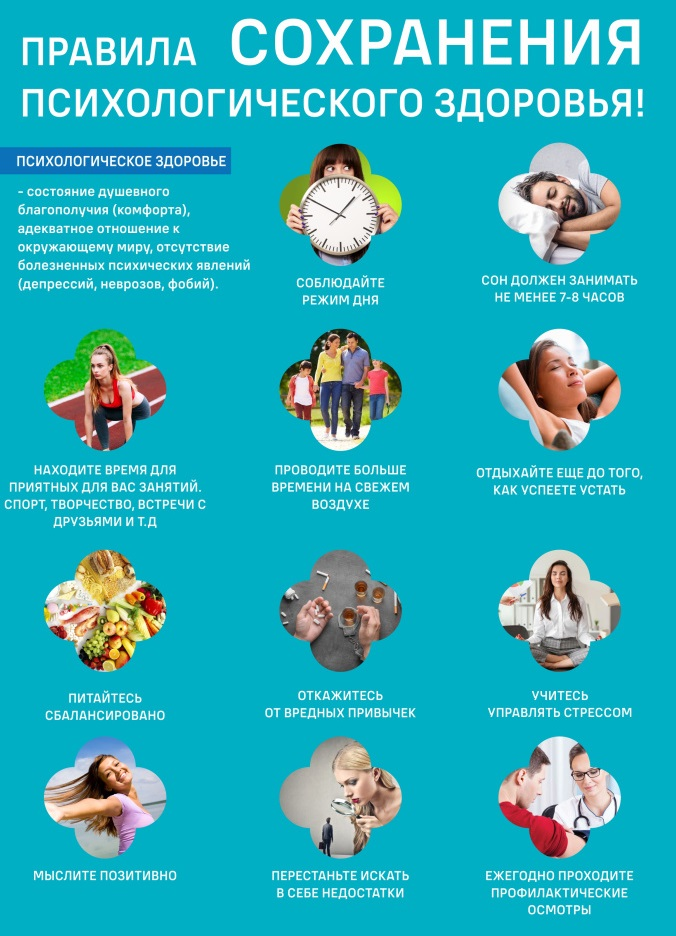 ПРАВИЛА СОХРАНЕНИЯ
ПСИХОЛОГИЧЕСКОГО ЗДОРОВЬЯ!
ПСИХОЛОГИЧЕСКОЕ ЗДОРОВЬЕ
- состояние душевного
благополучия (комфорта),
адекватное отношение к
окружающему миру, отсутствие
болезненных психических явлений
(депрессий, неврозов, фобий).
СОБЛЮДАЙТЕ
РЕЖИМ ДНЯ
СОН ДОЛЖЕН ЗАНИМАТЬ
НЕ МЕНЕЕ 7-8 ЧАСОВ
НАХОДИТЕ ВРЕМЯ ДЛЯ
ПРИЯТНЫХ ДЛЯ ВАС ЗАНЯТИЙ.
СПОРТ, ТВОРЧЕСТВО, ВСТРЕЧИ С
ДРУЗЬЯМИ И Т.Д
ПРОВОДИТЕ БОЛЬШЕ
ВРЕМЕНИ НА СВЕЖЕМ
ВОЗДУХЕ
ОТДЫХАЙТЕ ЕЩЕ ДО ТОГО,
КАК УСПЕЕТЕ УСТАТЬ
ПИТАЙТЕСЬ
СБАЛАНСИРОВАНО
ОТКАЖИТЕСЬ
ОТ ВРЕДНЫХ ПРИВЫЧЕК
УЧИТЕСЬ
УПРАВЛЯТЬ СТРЕССОМ
МЫСЛИТЕ ПОЗИТИВНО
ПЕРЕСТАНЬТЕ ИСКАТЬ
В СЕБЕ НЕДОСТАТКИ
ЕЖЕГОДНО ПРОХОДИТЕ
ПРОФИЛАКТИЧЕСКИЕ
ОСМОТРЫ